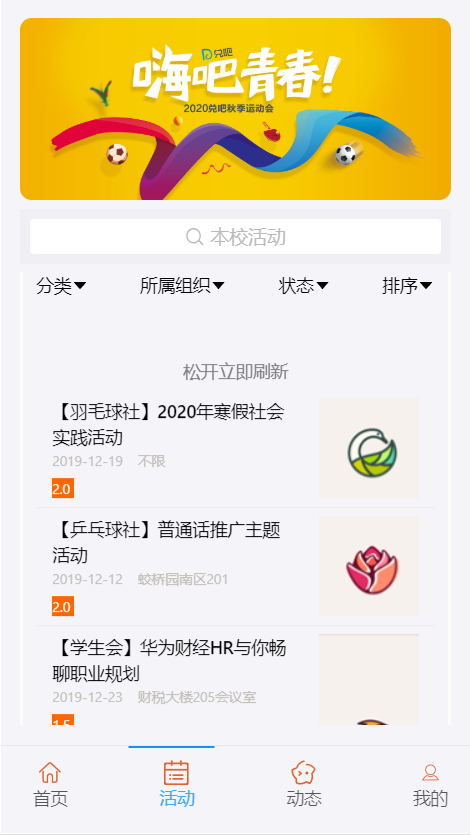 兑吧
嗨吧青春!
2020兑吧秋季运动会
本校活动
分类 所属组织 状态 排序
松开立即刷新
【羽毛球社】2020年寒假社会
实践活动
2019-12-19 不限
2.0
【乒乓球社】普通话推广主题
活动
2019-12-12 蛟桥园南区201
2.0
【学生会】华为财经HR与你畅
聊职业规划
2019-12-23 财税大楼205会议室
1.5
首页 活动 动态 我的